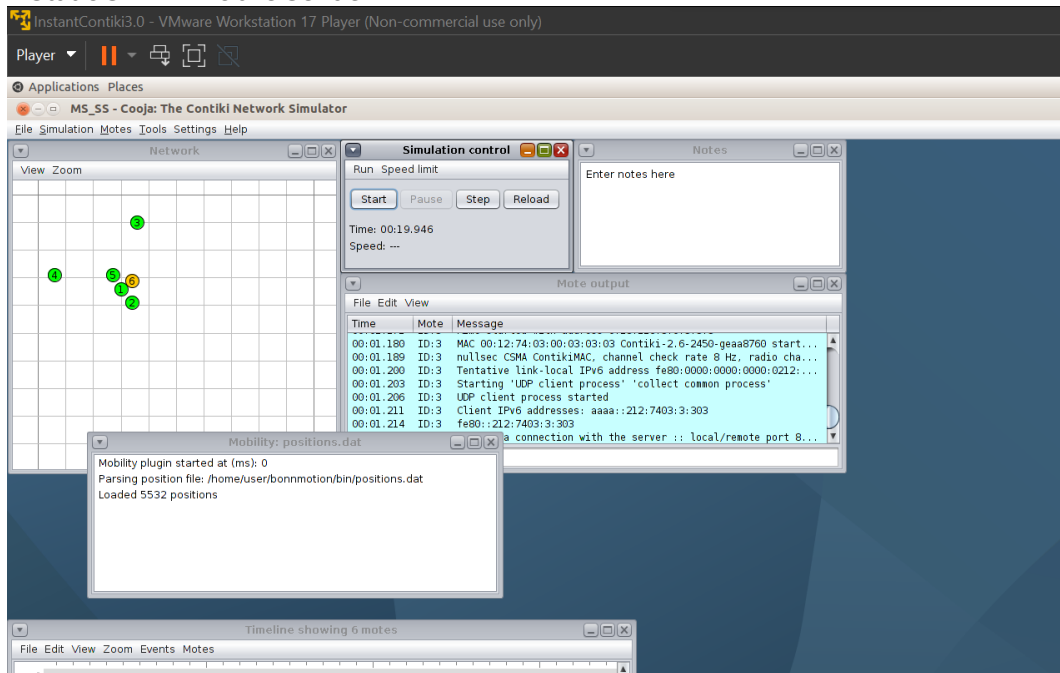 InstantContiki3.0 - VMware Workstation 17 Player (Non-commercial use only)
Player
Applications Places
MS_SS - Cooja: The Contiki Network Simulator
File Simulation Motes Tools Settings Help
Network
View Zoom
3
4
5
6
1
2
Simulation control
Run Speed limit
Start Pause Step Reload
Time: 00:19.946
Speed: ---
Notes
Enter notes here
Mote output
File Edit View
Time Mote Message
00:01.180 ID:3 MAC 00:12:74:03:00:03:03:03 Contiki-2.6-2450-geaa8760 start...
00:01.189 ID:3 nullsec CSMA ContikiMAC, channel check rate 8 Hz, radio cha...
00:01.200 ID:3 Tentative link-local IPv6 address fe80:0000:0000:0000:0212:...
00:01.203 ID:3 Starting 'UDP client process' 'collect common process'
00:01.206 ID:3 UDP client process started
00:01.211 ID:3 Client IPv6 addresses: aaaa::212:7403:3:303
00:01.214 ID:3 fe80::212:7403:3:303
a connection with the server :: local/remote port 8...
Mobility: positions.dat
Mobility plugin started at (ms): 0
Parsing position file: /home/user/bonnmotion/bin/positions.dat
Loaded 5532 positions
Timeline showing 6 motes
File Edit View Zoom Events Motes